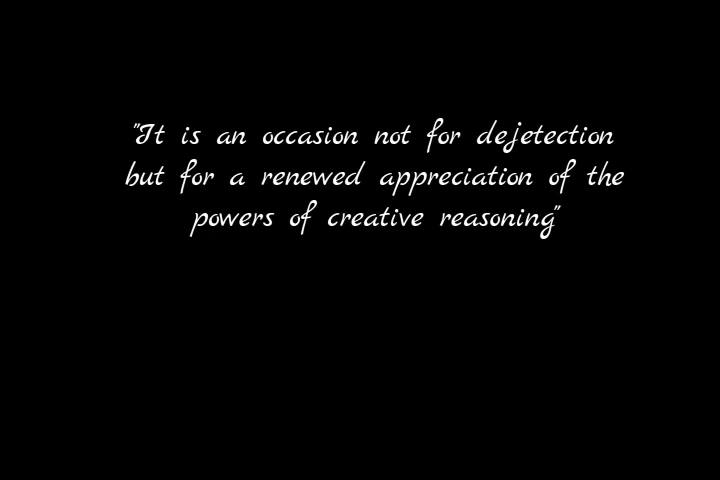 "It is an occasion not for dejetection
but for a renewed appreciation of the
powers of creative reasoning"